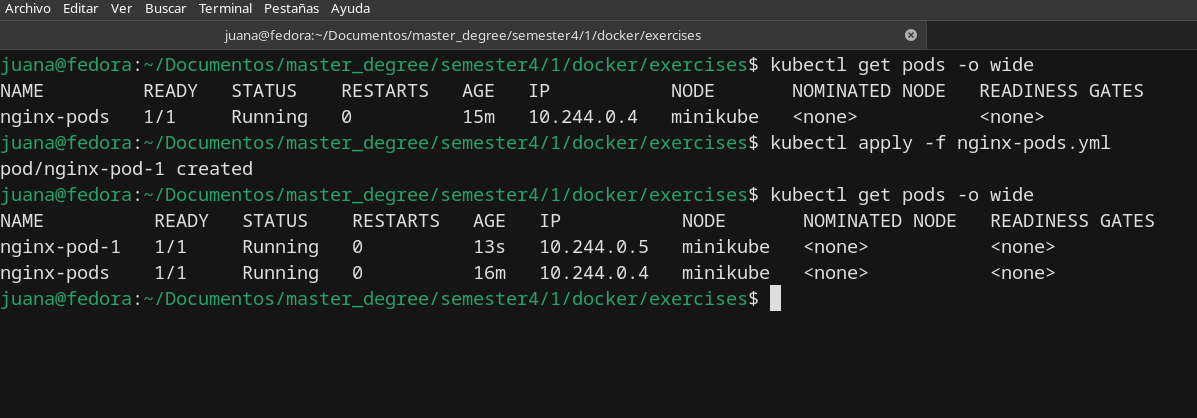 Archivo Editar Ver Buscar Terminal Pestañas Ayuda
juana@fedora:~/Documentos/master_degree/semester4/1/docker/exercises
juana@fedora:~/Documentos/master_degree/semester4/1/docker/exercises$ kubectl get pods -o wide
NAME READY STATUS RESTARTS AGE IP NODE NOMINATED NODE READINESS GATES
nginx-pods 1/1 Running 0 15m 10.244.0.4 minikube <none> <none>
juana@fedora:~/Documentos/master_degree/semester4/1/docker/exercises$ kubectl apply -f nginx-pods.yml
pod/nginx-pod-1 created
juana@fedora:~/Documentos/master_degree/semester4/1/docker/exercises$ kubectl get pods -o wide
NAME READY STATUS RESTARTS AGE IP NODE NOMINATED NODE READINESS GATES
nginx-pod-1 1/1 Running 0 13s 10.244.0.5 minikube <none> <none>
nginx-pods 1/1 Running 0 16m 10.244.0.4 minikube <none> <none>
juana@fedora:~/Documentos/master_degree/semester4/1/docker/exercises$